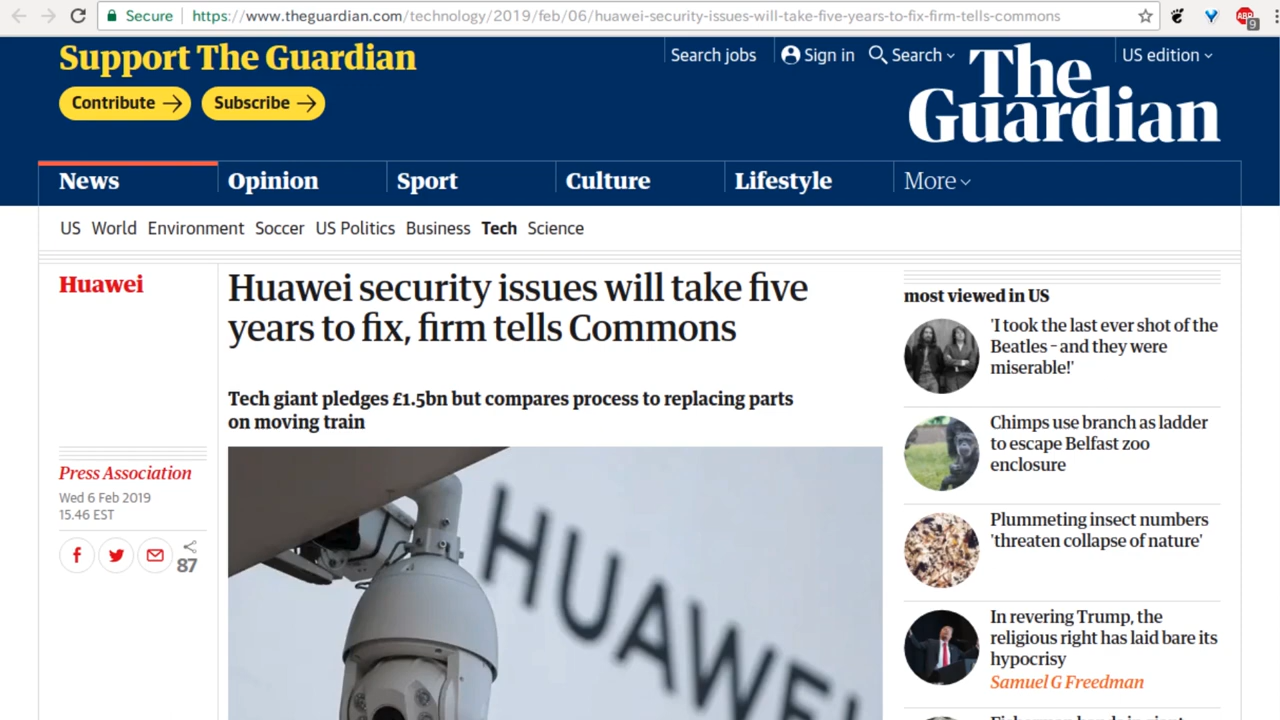 Secure https://www.theguardian.com/technology/2019/feb/06/huawei-security-issues-will-take-five-years-to-fix-firm-tells-commons
ABP
9
Support The Guardian
Search jobs Sign in Search US edition
The
Guardian
Contribute Subscribe
News Opinion Sport Culture Lifestyle More
US World Environment Soccer US Politics Business Tech Science
Huawei
Huawei security issues will take five
years to fix, firm tells Commons
Tech giant pledges £1.5bn but compares process to replacing parts
on moving train
Press Association
Wed 6 Feb 2019
15.46 EST
87
HUAWEI
most viewed in US
'I took the last ever shot of the
Beatles – and they were
miserable!'
Chimps use branch as ladder
to escape Belfast zoo
enclosure
Plummeting insect numbers
'threaten collapse of nature'
In revering Trump, the
religious right has laid bare its
hypocrisy
Samuel G Freedman